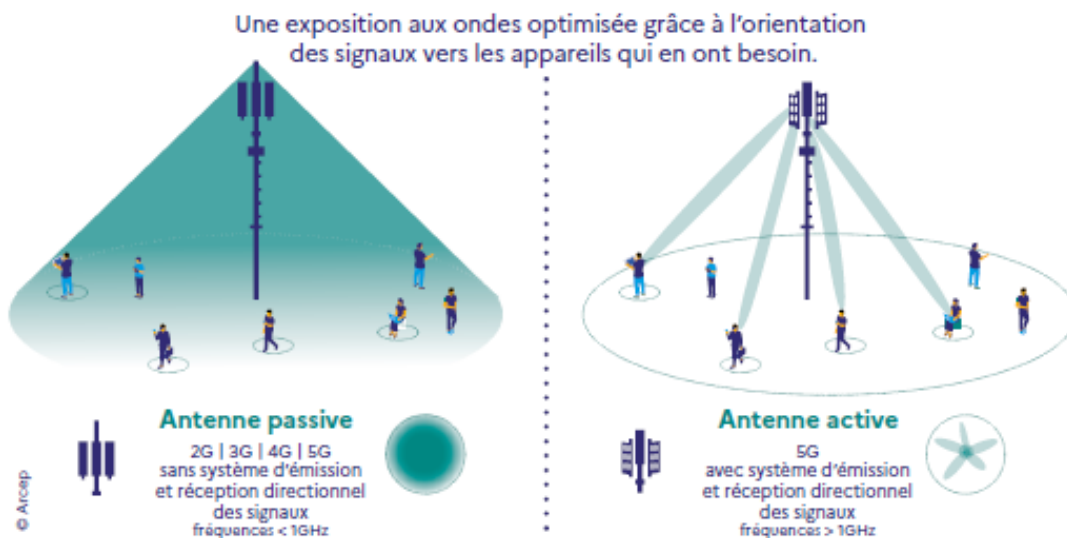 Une exposition aux ondes optimisée grâce à l'orientation
des signaux vers les appareils qui en ont besoin.
Antenne passive
2G | 3G | 4G | 5G
sans système d'émission
et réception directionnel
des signaux
fréquences < 1GHz
Antenne active
5G
avec système d'émission
et réception directionnel
des signaux
fréquences > 1GHz
© Arcep